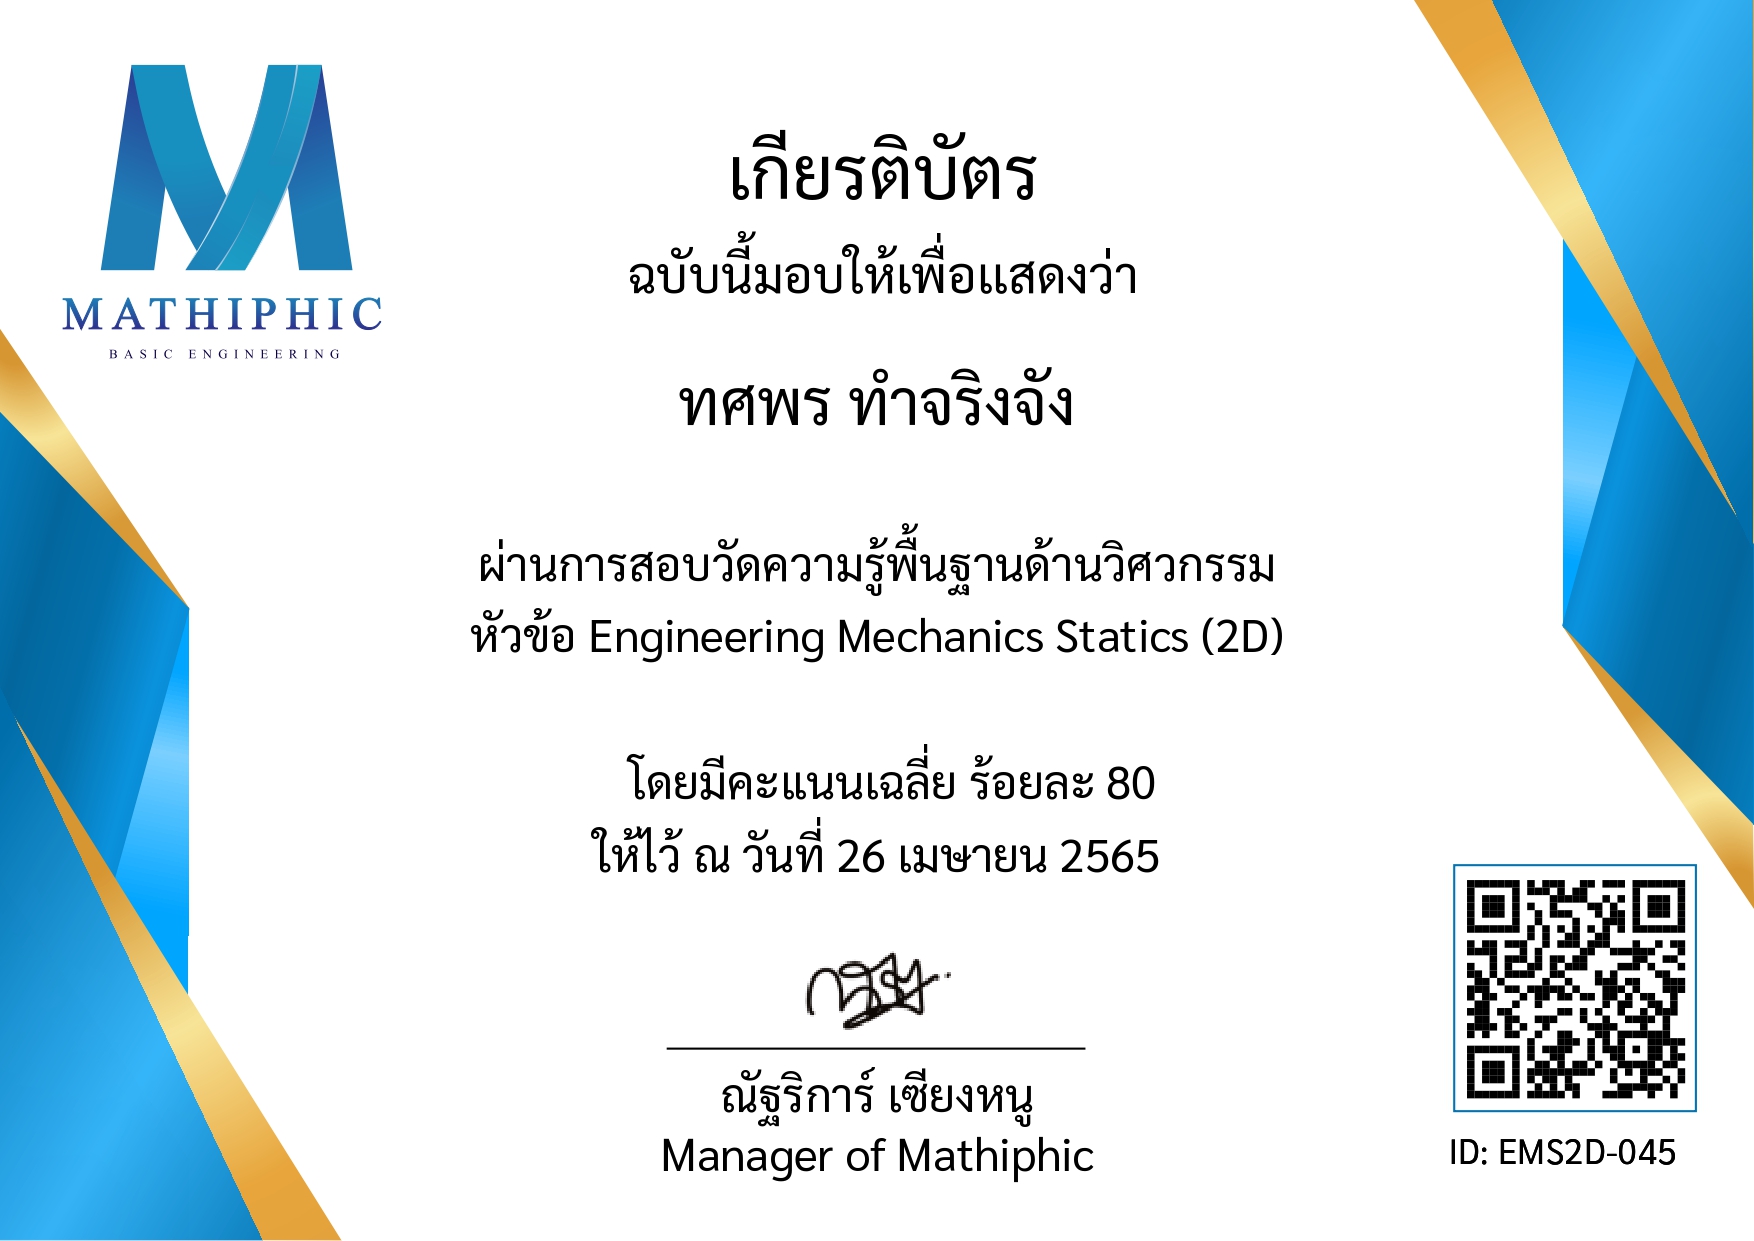 MATHIPHIC
BASIC ENGINEERING
เกียรติบัตร
ฉบับนี้มอบให้เพื่อแสดงว่า
ทศพร ทำจริงจัง
ผ่านการสอบวัดความรู้พื้นฐานด้านวิศวกรรม
หัวข้อ Engineering Mechanics Statics (2D)
โดยมีคะแนนเฉลี่ย ร้อยละ 80
ให้ไว้ ณ วันที่ 26 เมษายน 2565
ณัฐริการ์ เซียงหนู
Manager of Mathiphic
ID: EMS2D-045